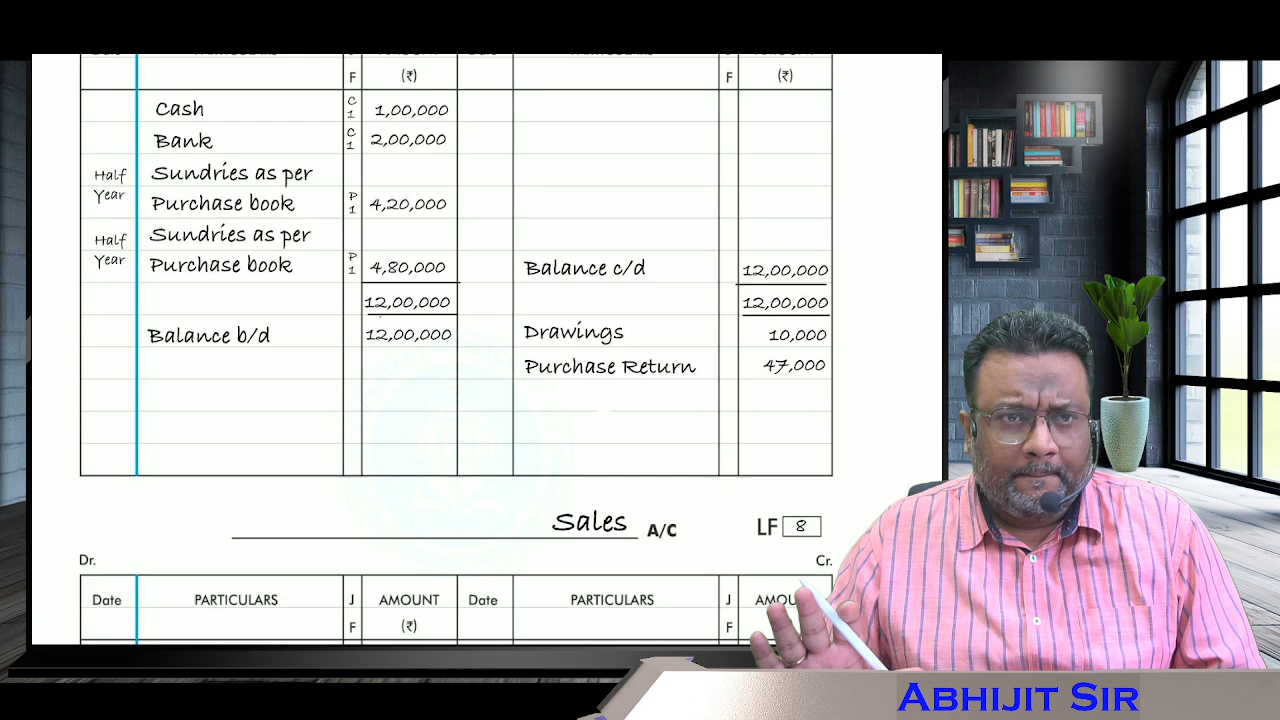 F (₹) F (₹)
Cash C 1 1,00,000
Bank C 1 2,00,000
Half Year Sundries as per
Purchase book P 1 4,20,000
Half Year Sundries as per
Purchase book P 1 4,80,000 Balance c/d 12,00,000
12,00,000 12,00,000
Balance b/d 12,00,000 Drawings 10,000
Purchase Return 47,000
Sales A/C LF 8
Dr. Cr.
Date PARTICULARS J AMOUNT Date PARTICULARS J
F (₹) F
ABHIJIT SIR